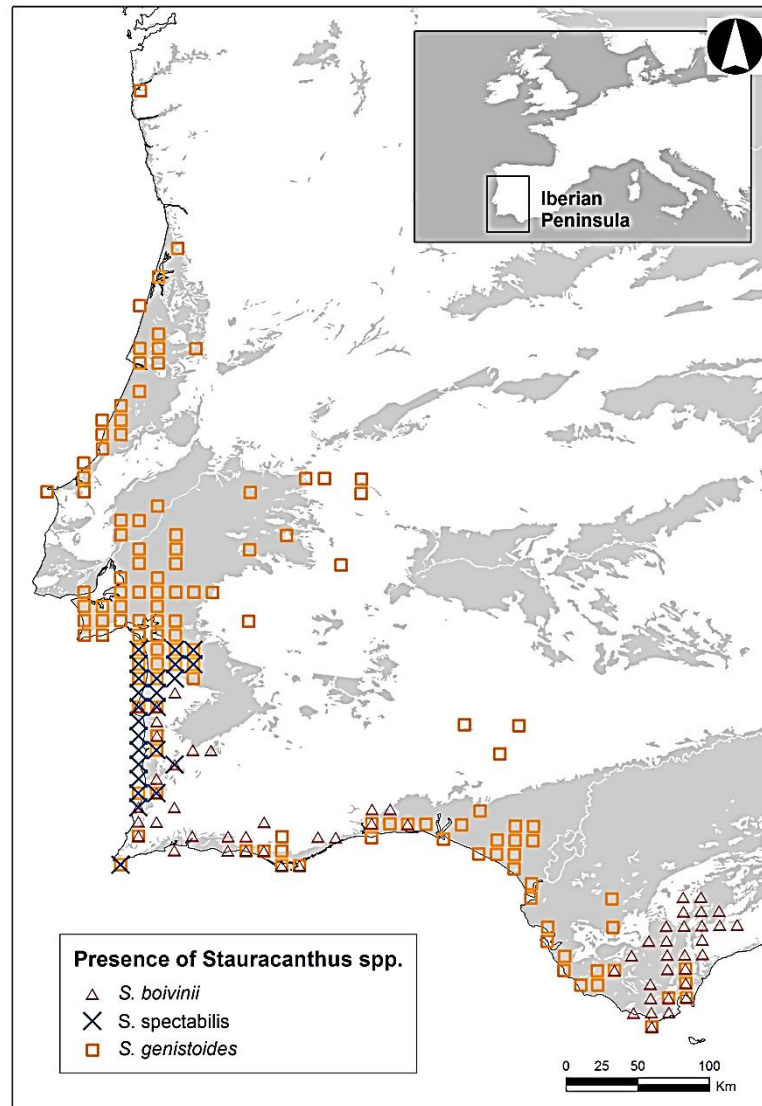 Iberian
Peninsula
Presence of Stauracanthus spp.
S. boivinii
S. spectabilis
S. genistoides
0 25 50 100
Km